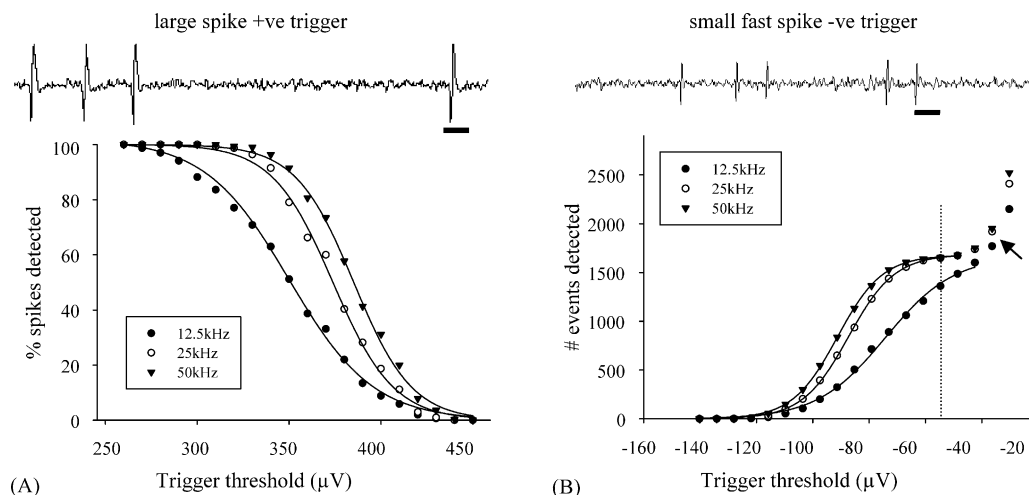 large spike +ve trigger
small fast spike -ve trigger
100
80
60
40
20
0
% spikes detected
12.5kHz
25kHz
50kHz
250
300
350
400
450
(A)
Trigger threshold (µV)
2500
2000
1500
1000
500
0
# events detected
12.5kHz
25kHz
50kHz
-160
-140
-120
-100
-80
-60
-40
-20
(B)
Trigger threshold (µV)